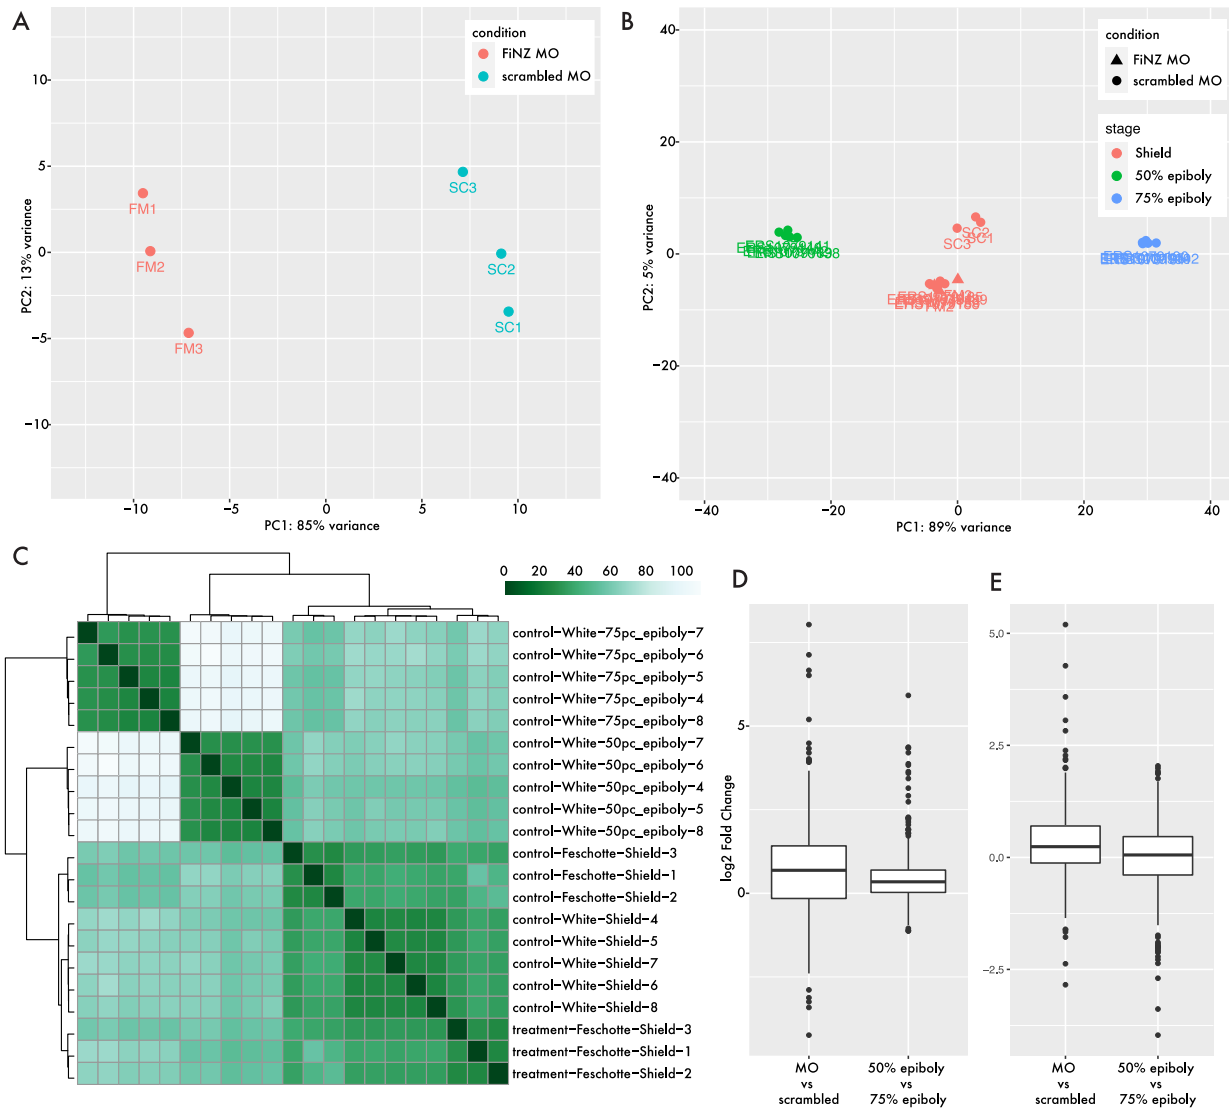 A
condition
FiNZ MO
scrambled MO
10
5
0
−5
−10
PC2: 13% variance
FM1
FM2
FM3
SC3
SC2
SC1
−10
−5
0
5
10
PC1: 85% variance
B
condition
FiNZ MO
scrambled MO
stage
Shield
50% epiboly
75% epiboly
40
20
0
−20
−40
PC2: 5% variance
SC2
SC3
SC1
FM2
−40
−20
0
20
40
PC1: 89% variance
C
0 20 40 60 80 100
control-White-75pc_epiboly-7
control-White-75pc_epiboly-6
control-White-75pc_epiboly-5
control-White-75pc_epiboly-4
control-White-75pc_epiboly-8
control-White-50pc_epiboly-7
control-White-50pc_epiboly-6
control-White-50pc_epiboly-4
control-White-50pc_epiboly-5
control-White-50pc_epiboly-8
control-Feschotte-Shield-3
control-Feschotte-Shield-1
control-Feschotte-Shield-2
control-White-Shield-4
control-White-Shield-5
control-White-Shield-7
control-White-Shield-6
control-White-Shield-8
treatment-Feschotte-Shield-3
treatment-Feschotte-Shield-1
treatment-Feschotte-Shield-2
D
log2 Fold Change
5
0
MO
vs
scrambled
50% epiboly
vs
75% epiboly
E
5.0
2.5
0.0
−2.5
MO
vs
scrambled
50% epiboly
vs
75% epiboly